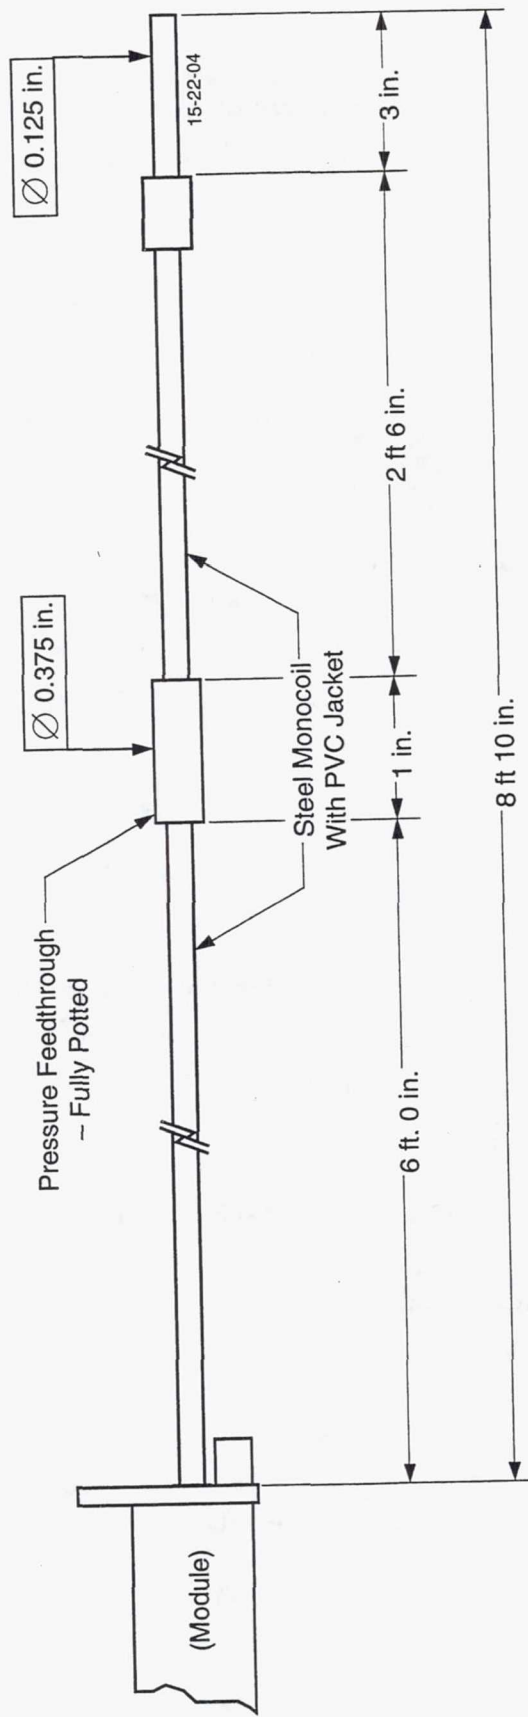 Pressure Feedthrough
– Fully Potted
Ø 0.375 in.
Ø 0.125 in.
15-22-04
(Module)
Steel Monocoil
With PVC Jacket
6 ft. 0 in.
1 in.
2 ft 6 in.
3 in.
8 ft 10 in.